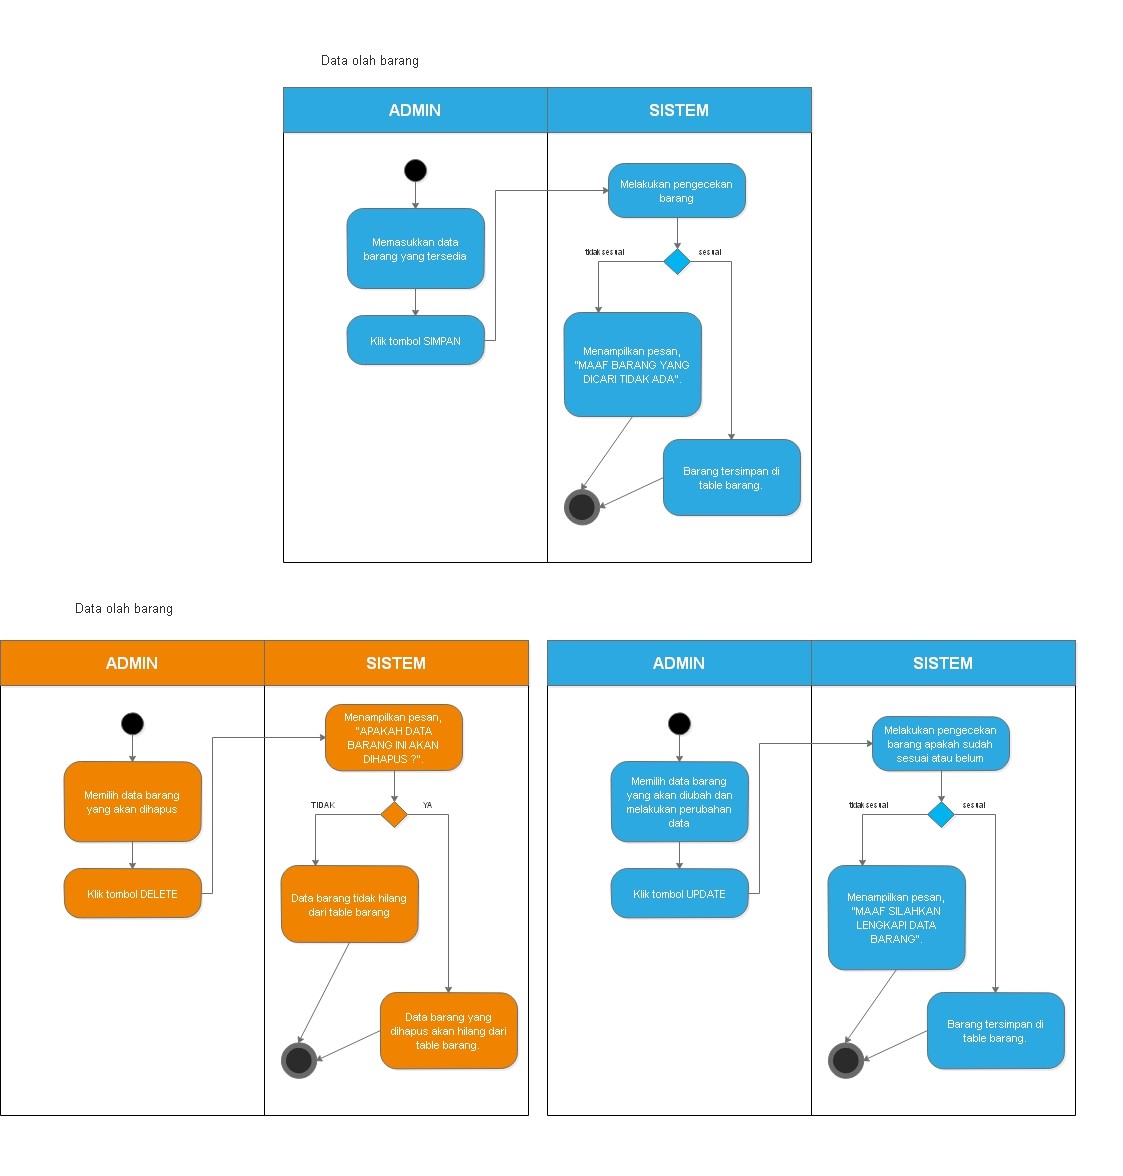 Data olah barang
ADMIN
SISTEM
Memasukkan data
barang yang tersedia
Klik tombol SIMPAN
Melakukan pengecekan
barang
tidak sesuai
sesuai
Menampilkan pesan,
"MAAF BARANG YANG
DICARI TIDAK ADA".
Barang tersimpan di
table barang.
Data olah barang
ADMIN
SISTEM
Memilih data barang
yang akan dihapus
Klik tombol DELETE
Menampilkan pesan,
"APAKAH DATA
BARANG INI AKAN
DIHAPUS ?".
TIDAK
YA
Data barang tidak hilang
dari table barang
Data barang yang
dihapus akan hilang dari
table barang.
ADMIN
SISTEM
Memilih data barang
yang akan diubah dan
melakukan perubahan
data
Klik tombol UPDATE
Melakukan pengecekan
barang apakah sudah
sesuai atau belum
tidak sesuai
sesuai
Menampilkan pesan,
"MAAF SILAHKAN
LENGKAPI DATA
BARANG".
Barang tersimpan di
table barang.